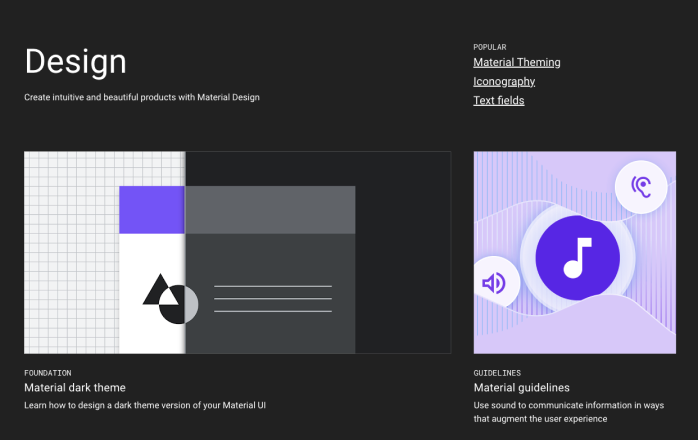 Design
Create intuitive and beautiful products with Material Design
POPULAR
Material Theming
Iconography
Text fields
FOUNDATION
Material dark theme
Learn how to design a dark theme version of your Material UI
GUIDELINES
Material guidelines
Use sound to communicate information in ways
that augment the user experience